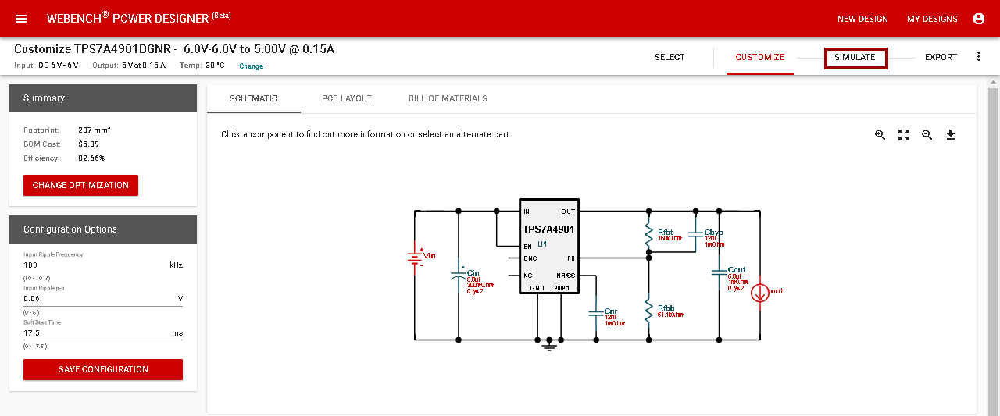 WEBENCH® POWER DESIGNER (Beta)
NEW DESIGN
MY DESIGNS
Customize TPS7A4901DGNR - 6.0V-6.0V to 5.00V @ 0.15A
Input: DC 6 V - 6 V Output: 5 V at 0.15 A Temp: 30 °C Change
SELECT
CUSTOMIZE
SIMULATE
EXPORT
Summary
Footprint: 207 mm²
BOM Cost: $5.39
Efficiency: 82.66%
CHANGE OPTIMIZATION
Configuration Options
Input Ripple Frequency
100 kHz
(10 - 10 M)
Input Ripple p-p
0.06 V
(0 - 6 )
Soft Start Time
17.5 ms
(0 - 17.5 )
SAVE CONFIGURATION
SCHEMATIC
PCB LAYOUT
BILL OF MATERIALS
Click a component to find out more information or select an alternate part.
Vin
Cin
6.8uf
300mOhm
Qty=2
IN
OUT
TPS7A4901
U1
EN
DNC
FB
NC
NR/SS
GND
PwPd
Cnr
12nF
1mOhm
Rfbt
160kOhm
Cbyp
12nF
1mOhm
Rfbb
51.1kOhm
Cout
6.8uf
1mOhm
Qty=2
Iout